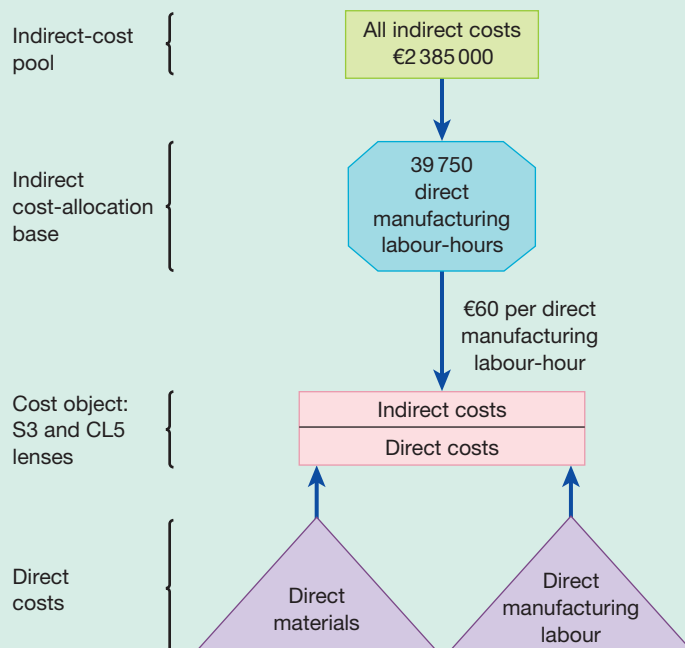 Indirect-cost
pool
All indirect costs
€2 385 000
Indirect
cost-allocation
base
39 750
direct
manufacturing
labour-hours
€60 per direct
manufacturing
labour-hour
Cost object:
S3 and CL5
lenses
Indirect costs
Direct costs
Direct
costs
Direct
materials
Direct
manufacturing
labour